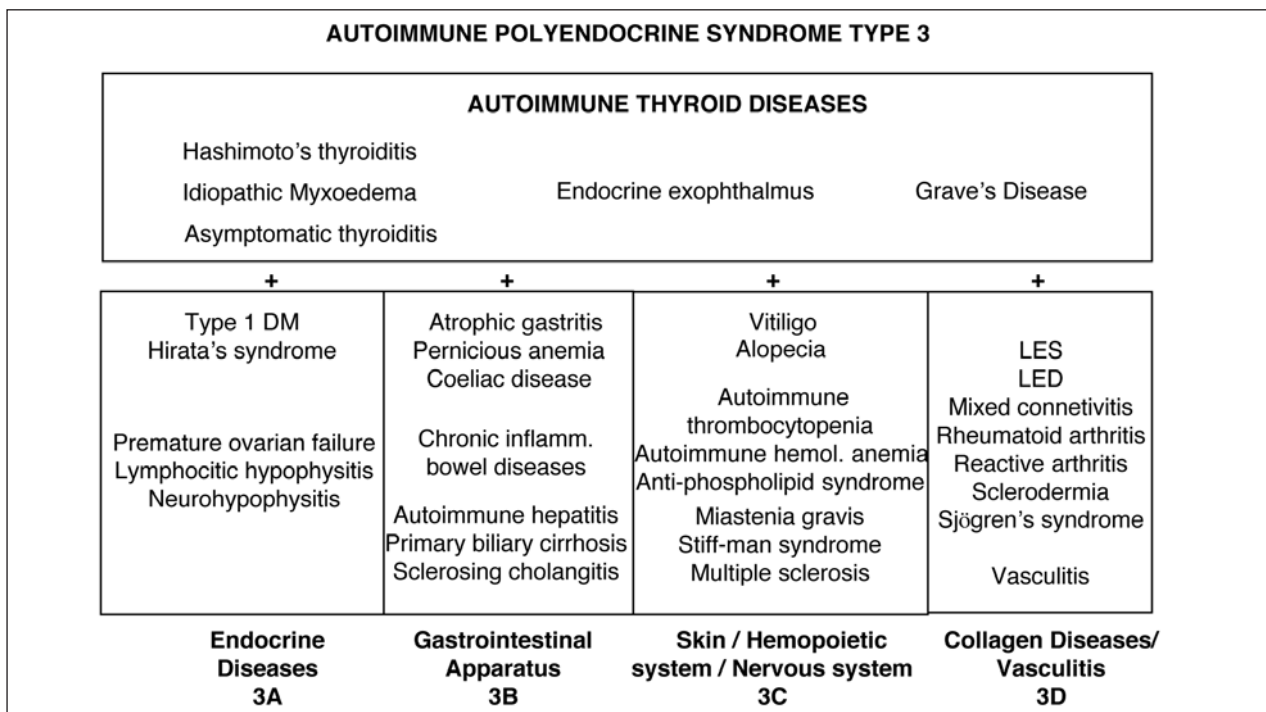 AUTOIMMUNE POLYENDOCRINE SYNDROME TYPE 3
AUTOIMMUNE THYROID DISEASES
Hashimoto's thyroiditis
Idiopathic Myxoedema
Asymptomatic thyroiditis
Endocrine exophthalmus
Grave's Disease
+
Type 1 DM
Hirata's syndrome
Premature ovarian failure
Lymphocitic hypophysitis
Neurohypophysitis
Endocrine
Diseases
3A
+
Atrophic gastritis
Pernicious anemia
Coeliac disease
Chronic inflamm.
bowel diseases
Autoimmune hepatitis
Primary biliary cirrhosis
Sclerosing cholangitis
Gastrointestinal
Apparatus
3B
+
Vitiligo
Alopecia
Autoimmune
thrombocytopenia
Autoimmune hemol. anemia
Anti-phospholipid syndrome
Miastenia gravis
Stiff-man syndrome
Multiple sclerosis
Skin / Hemopoietic
system / Nervous system
3C
+
LES
LED
Mixed connetivitis
Rheumatoid arthritis
Reactive arthritis
Sclerodermia
Sjögren's syndrome
Vasculitis
Collagen Diseases/
Vasculitis
3D